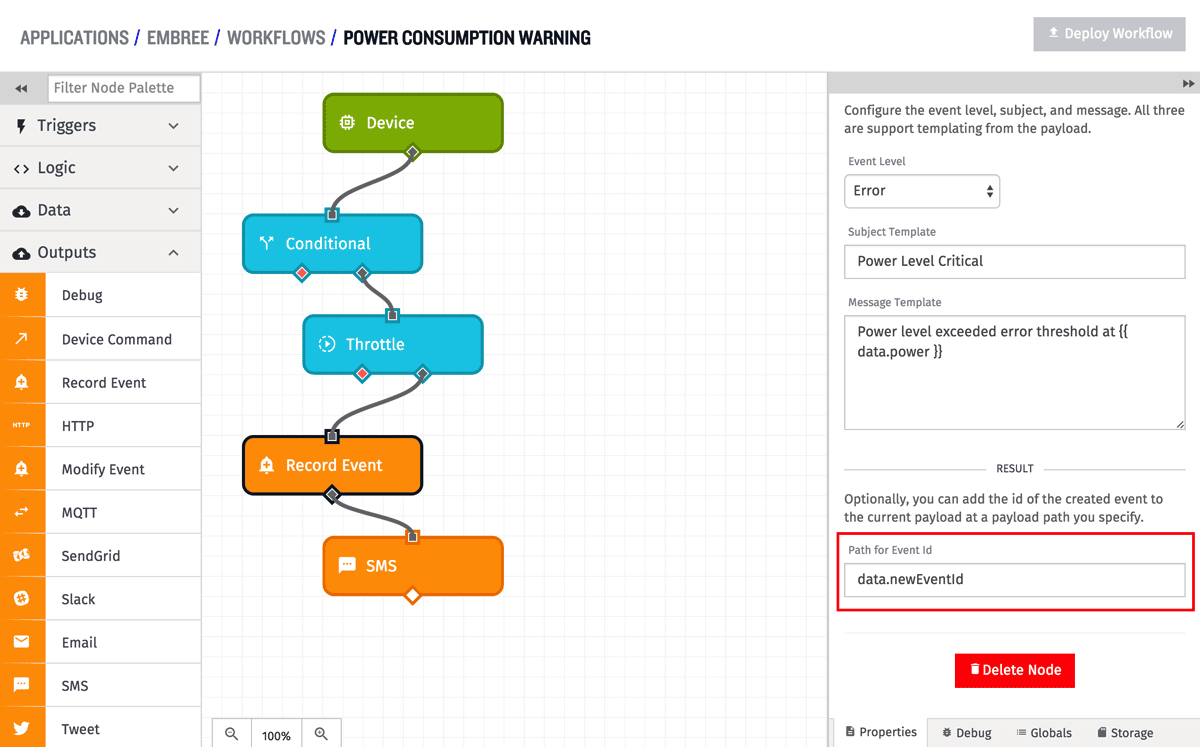 APPLICATIONS / EMBREE / WORKFLOWS / POWER CONSUMPTION WARNING
Deploy Workflow
Filter Node Palette
Triggers
Logic
Data
Outputs
Debug
Device Command
Record Event
HTTP
HTTP
Modify Event
MQTT
SendGrid
Slack
Email
SMS
Tweet
Device
Conditional
Throttle
Record Event
SMS
100%
Configure the event level, subject, and message. All three
are support templating from the payload.
Event Level
Error
Subject Template
Power Level Critical
Message Template
Power level exceeded error threshold at {{
data.power }}
RESULT
Optionally, you can add the id of the created event to
the current payload at a payload path you specify.
Path for Event Id
data.newEventId
Delete Node
Properties
Debug
Globals
Storage